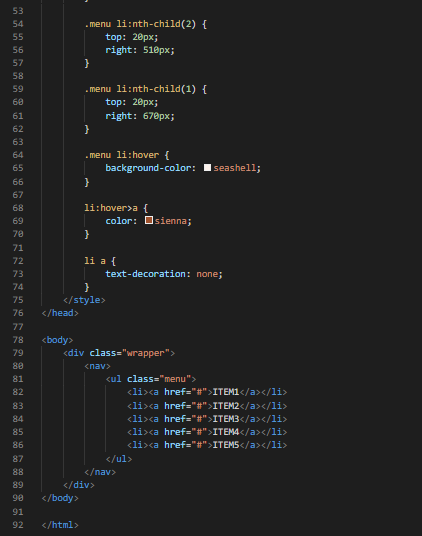 53
54 .menu li:nth-child(2) {
55 top: 20px;
56 right: 510px;
57 }
58
59 .menu li:nth-child(1) {
60 top: 20px;
61 right: 670px;
62 }
63
64 .menu li:hover {
65 background-color: seashell;
66 }
67
68 li:hover>a {
69 color: sienna;
70 }
71
72 li a {
73 text-decoration: none;
74 }
75 </style>
76 </head>
77
78 <body>
79 <div class="wrapper">
80 <nav>
81 <ul class="menu">
82 <li><a href="#">ITEM1</a></li>
83 <li><a href="#">ITEM2</a></li>
84 <li><a href="#">ITEM3</a></li>
85 <li><a href="#">ITEM4</a></li>
86 <li><a href="#">ITEM5</a></li>
87 </ul>
88 </nav>
89 </div>
90 </body>
91
92 </html>